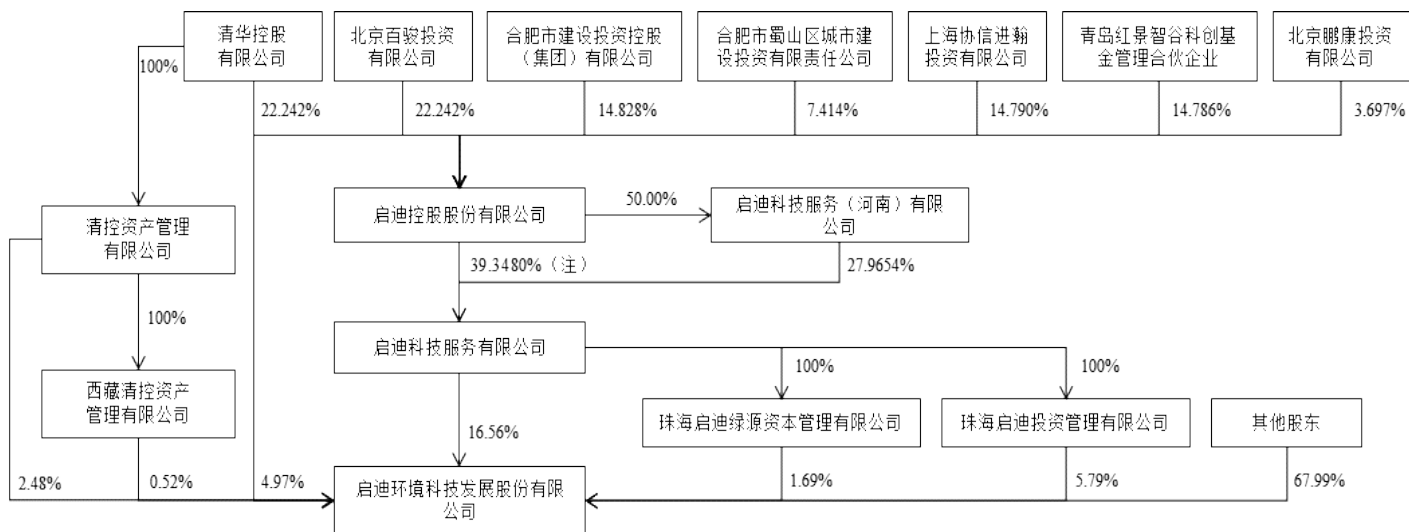 清华控股
有限公司
北京百骏投资
有限公司
合肥市建设投资控股
（集团）有限公司
合肥市蜀山区城市建
设投资有限责任公司
上海协信进瀚
投资有限公司
青岛红景智谷科创基
金管理合伙企业
北京鹏康投资
有限公司
100%
22.242%
22.242%
14.828%
7.414%
14.790%
14.786%
3.697%
启迪控股股份有限公司
50.00%
启迪科技服务（河南）有限
公司
清控资产管理
有限公司
39.3480%（注）
27.9654%
100%
启迪科技服务有限公司
100%
100%
西藏清控资产
管理有限公司
珠海启迪绿源资本管理有限公司
珠海启迪投资管理有限公司
其他股东
16.56%
2.48%
0.52%
4.97%
启迪环境科技发展股份有限
公司
1.69%
5.79%
67.99%